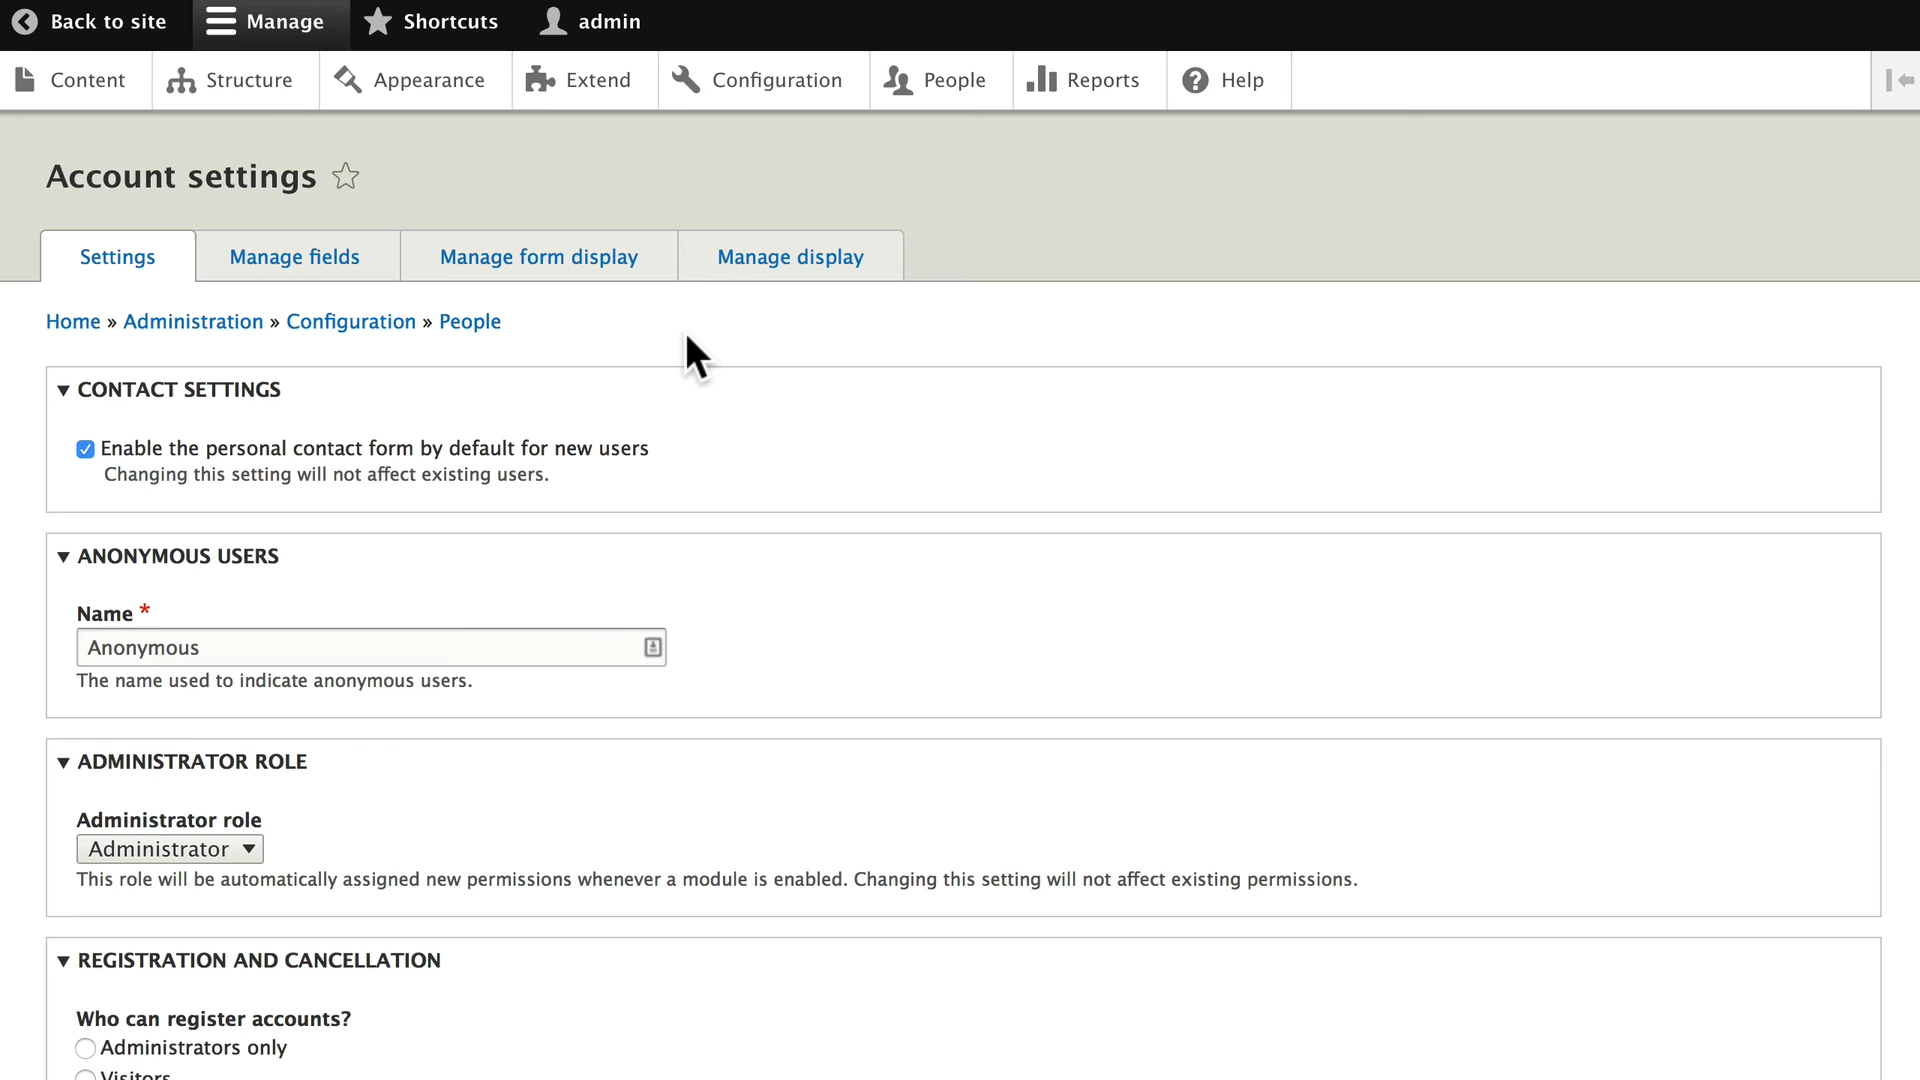 Back to site Manage Shortcuts admin
Content Structure Appearance Extend Configuration People Reports Help
Account settings
Settings Manage fields Manage form display Manage display
Home » Administration » Configuration » People
CONTACT SETTINGS
Enable the personal contact form by default for new users
Changing this setting will not affect existing users.
ANONYMOUS USERS
Name *
Anonymous
The name used to indicate anonymous users.
ADMINISTRATOR ROLE
Administrator role
Administrator
This role will be automatically assigned new permissions whenever a module is enabled. Changing this setting will not affect existing permissions.
REGISTRATION AND CANCELLATION
Who can register accounts?
Administrators only
Visitors